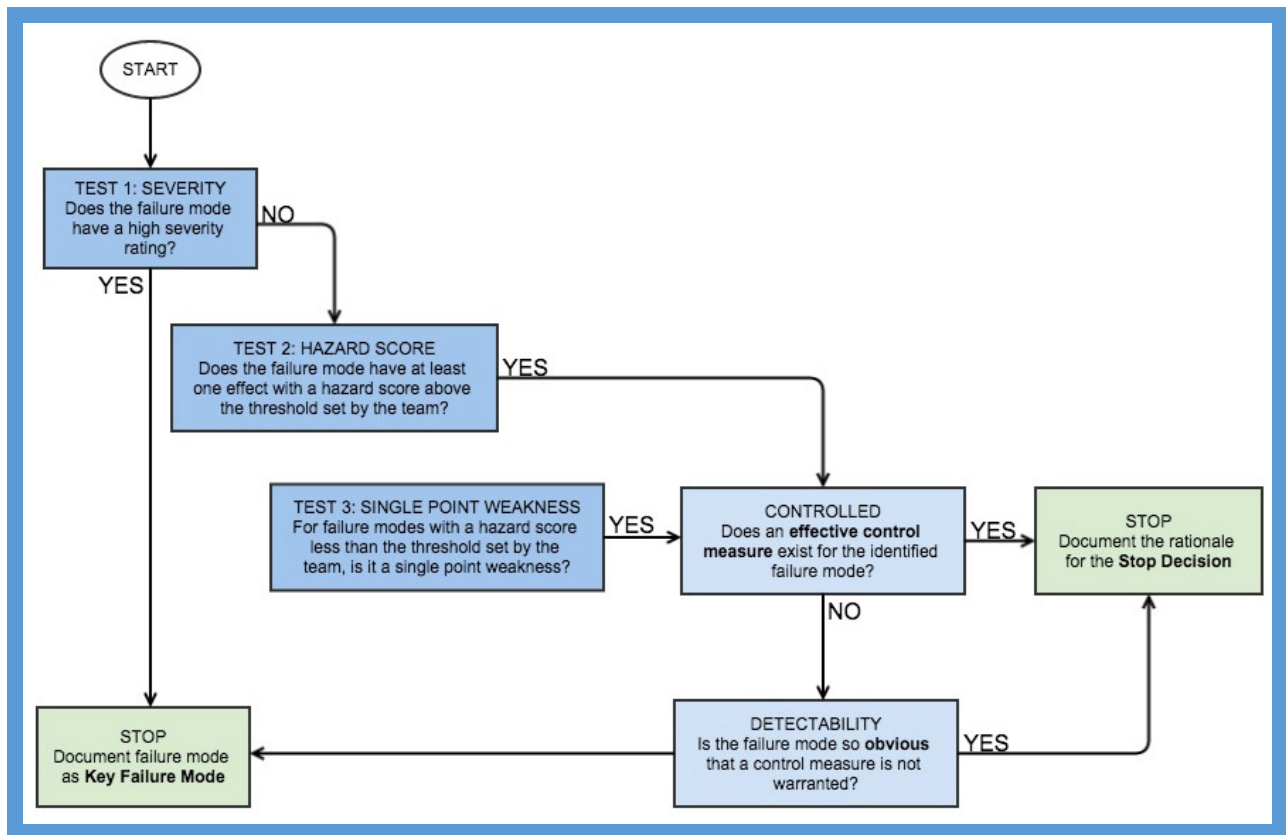 START
TEST 1: SEVERITY
Does the failure mode
have a high severity
rating?
NO
YES
TEST 2: HAZARD SCORE
Does the failure mode have at least
one effect with a hazard score above
the threshold set by the team?
YES
TEST 3: SINGLE POINT WEAKNESS
For failure modes with a hazard score
less than the threshold set by the
team, is it a single point weakness?
YES
CONTROLLED
Does an effective control
measure exist for the identified
failure mode?
YES
STOP
Document the rationale
for the Stop Decision
NO
STOP
Document failure mode
as Key Failure Mode
DETECTABILITY
Is the failure mode so obvious
that a control measure is not
warranted?
YES